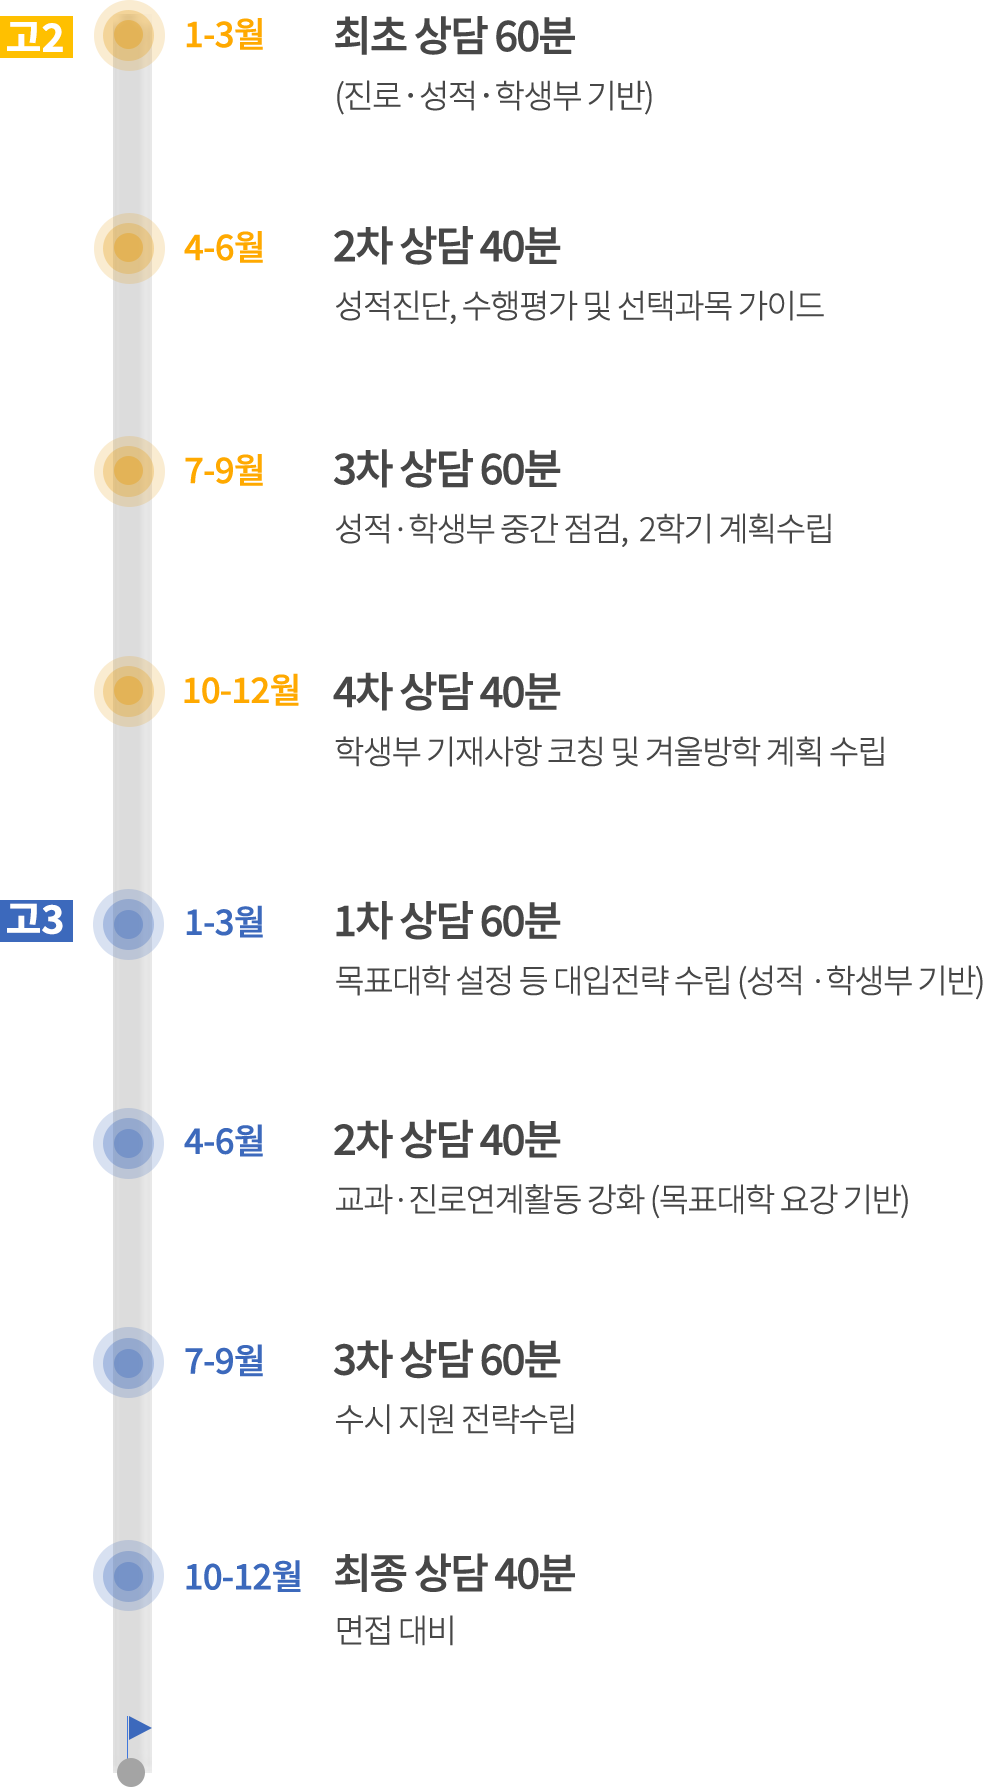 고2
1-3월
최초 상담 60분
(진로·성적·학생부 기반)
4-6월
2차 상담 40분
성적진단, 수행평가 및 선택과목 가이드
7-9월
3차 상담 60분
성적·학생부 중간 점검, 2학기 계획수립
10-12월
4차 상담 40분
학생부 기재사항 코칭 및 겨울방학 계획 수립
고3
1-3월
1차 상담 60분
목표대학 설정 등 대입전략 수립 (성적 ·학생부 기반)
4-6월
2차 상담 40분
교과·진로연계활동 강화 (목표대학 요강 기반)
7-9월
3차 상담 60분
수시 지원 전략수립
10-12월
최종 상담 40분
면접 대비